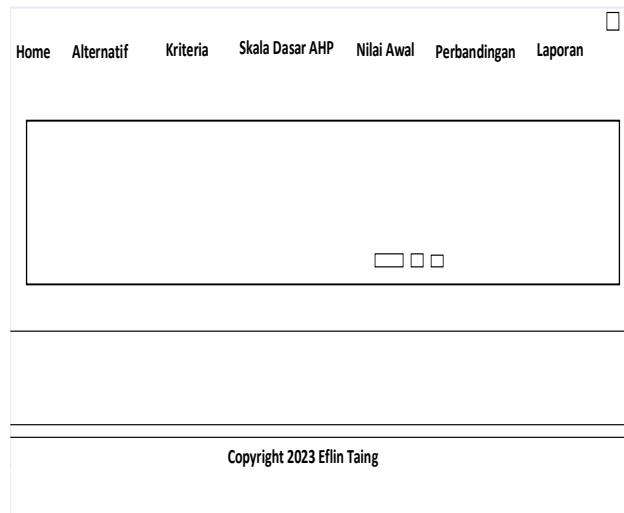 Home Alternatif Kriteria Skala Dasar AHP Nilai Awal Perbandingan Laporan
Copyright 2023 Eflin Taing